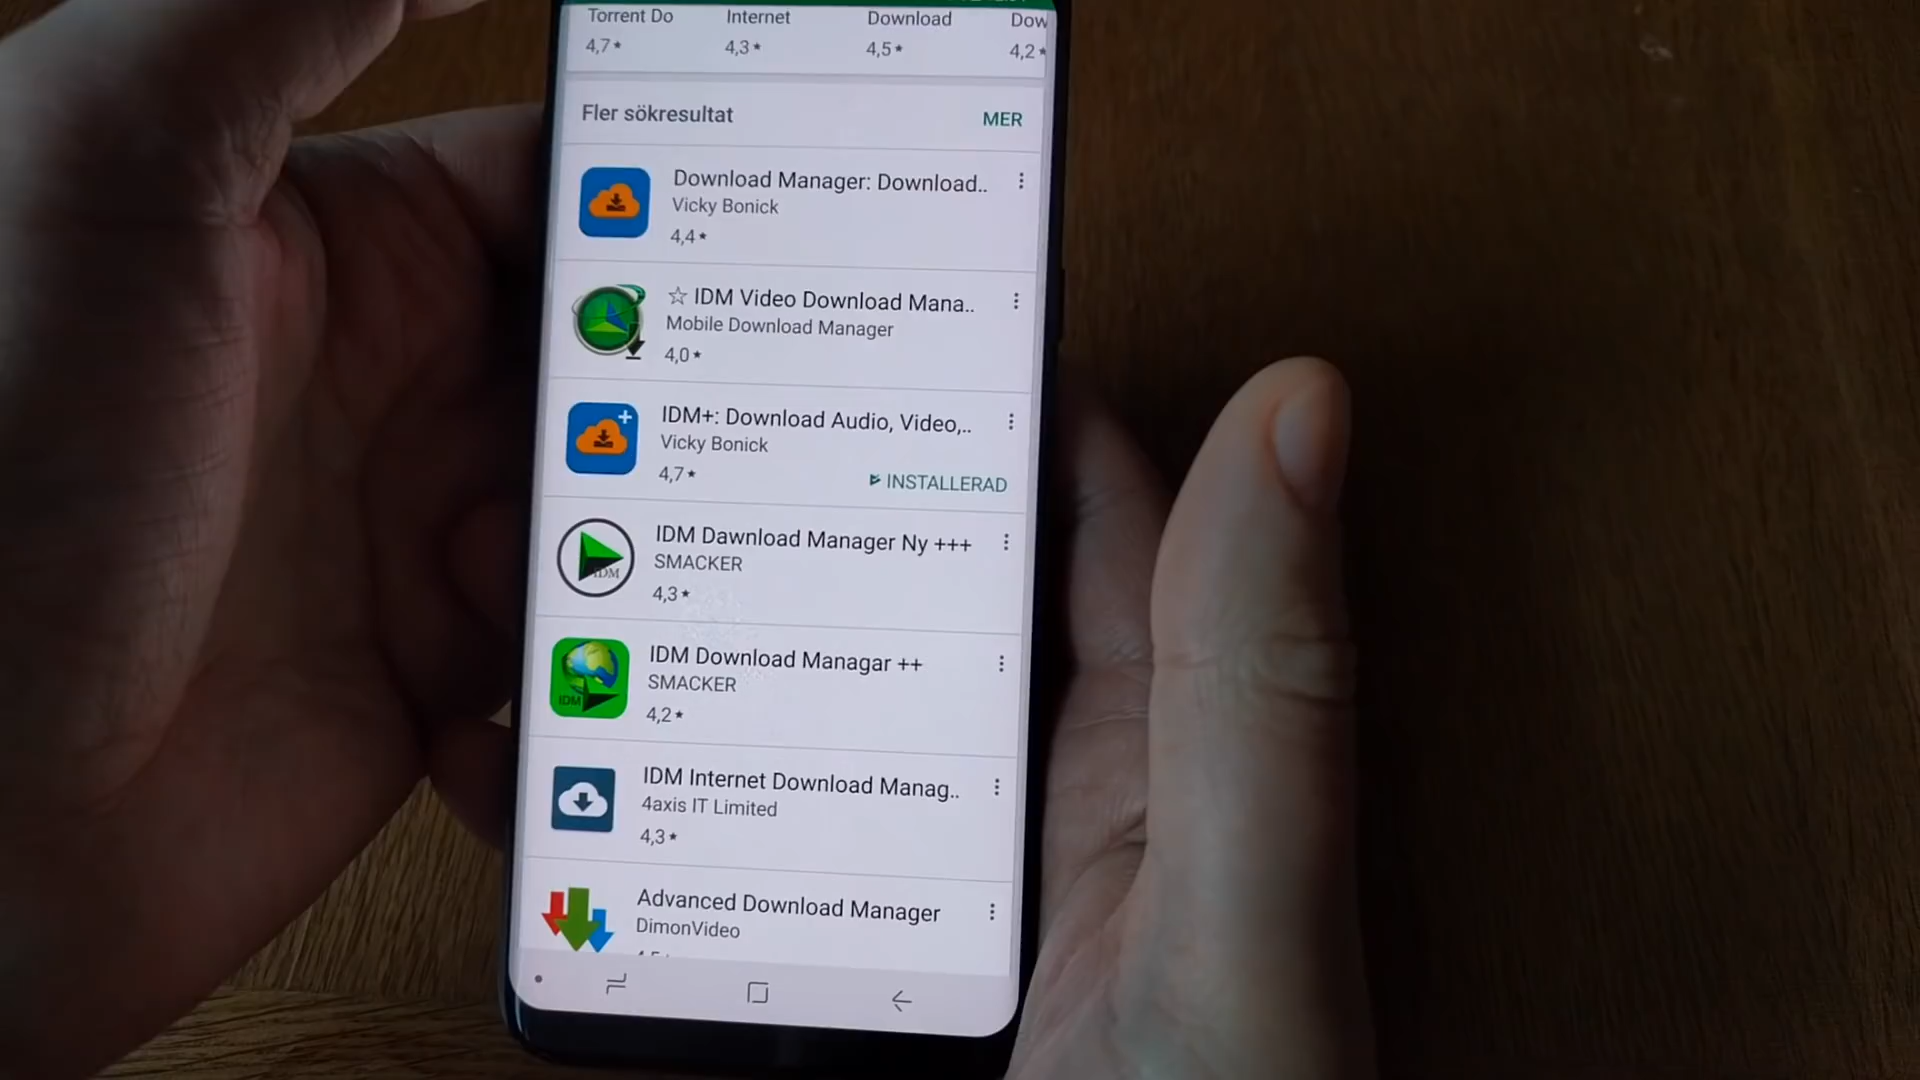 Torrent Do Internet Download Dow
4,7★ 4,3★ 4,5★ 4,2★
Fler sökresultat MER
Download Manager: Download..
Vicky Bonick
4,4★
☆ IDM Video Download Mana..
Mobile Download Manager
4,0★
IDM+: Download Audio, Video,..
Vicky Bonick
4,7★ INSTALLERAD
IDM Dawnload Manager Ny +++
SMACKER
4,3★
IDM
IDM Download Managar ++
SMACKER
4,2★
IDM
IDM Internet Download Manag..
4axis IT Limited
4,3★
Advanced Download Manager
DimonVideo